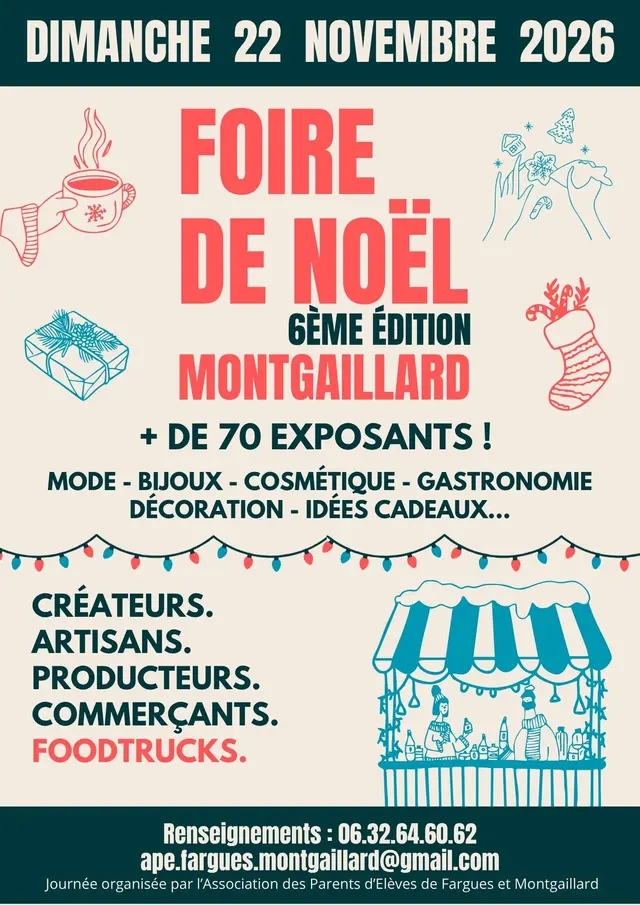 DIMANCHE 22 NOVEMBRE 2026
FOIRE
DE NOËL
6ÈME ÉDITION
MONTGAILLARD
+ DE 70 EXPOSANTS !
MODE - BIJOUX - COSMÉTIQUE - GASTRONOMIE
DÉCORATION - IDÉES CADEAUX...
CRÉATEURS.
ARTISANS.
PRODUCTEURS.
COMMERÇANTS.
FOODTRUCKS.
Renseignements : 06.32.64.60.62
ape.fargues.montgaillard@gmail.com
Journée organisée par l’Association des Parents d’Elèves de Fargues et Montgaillard